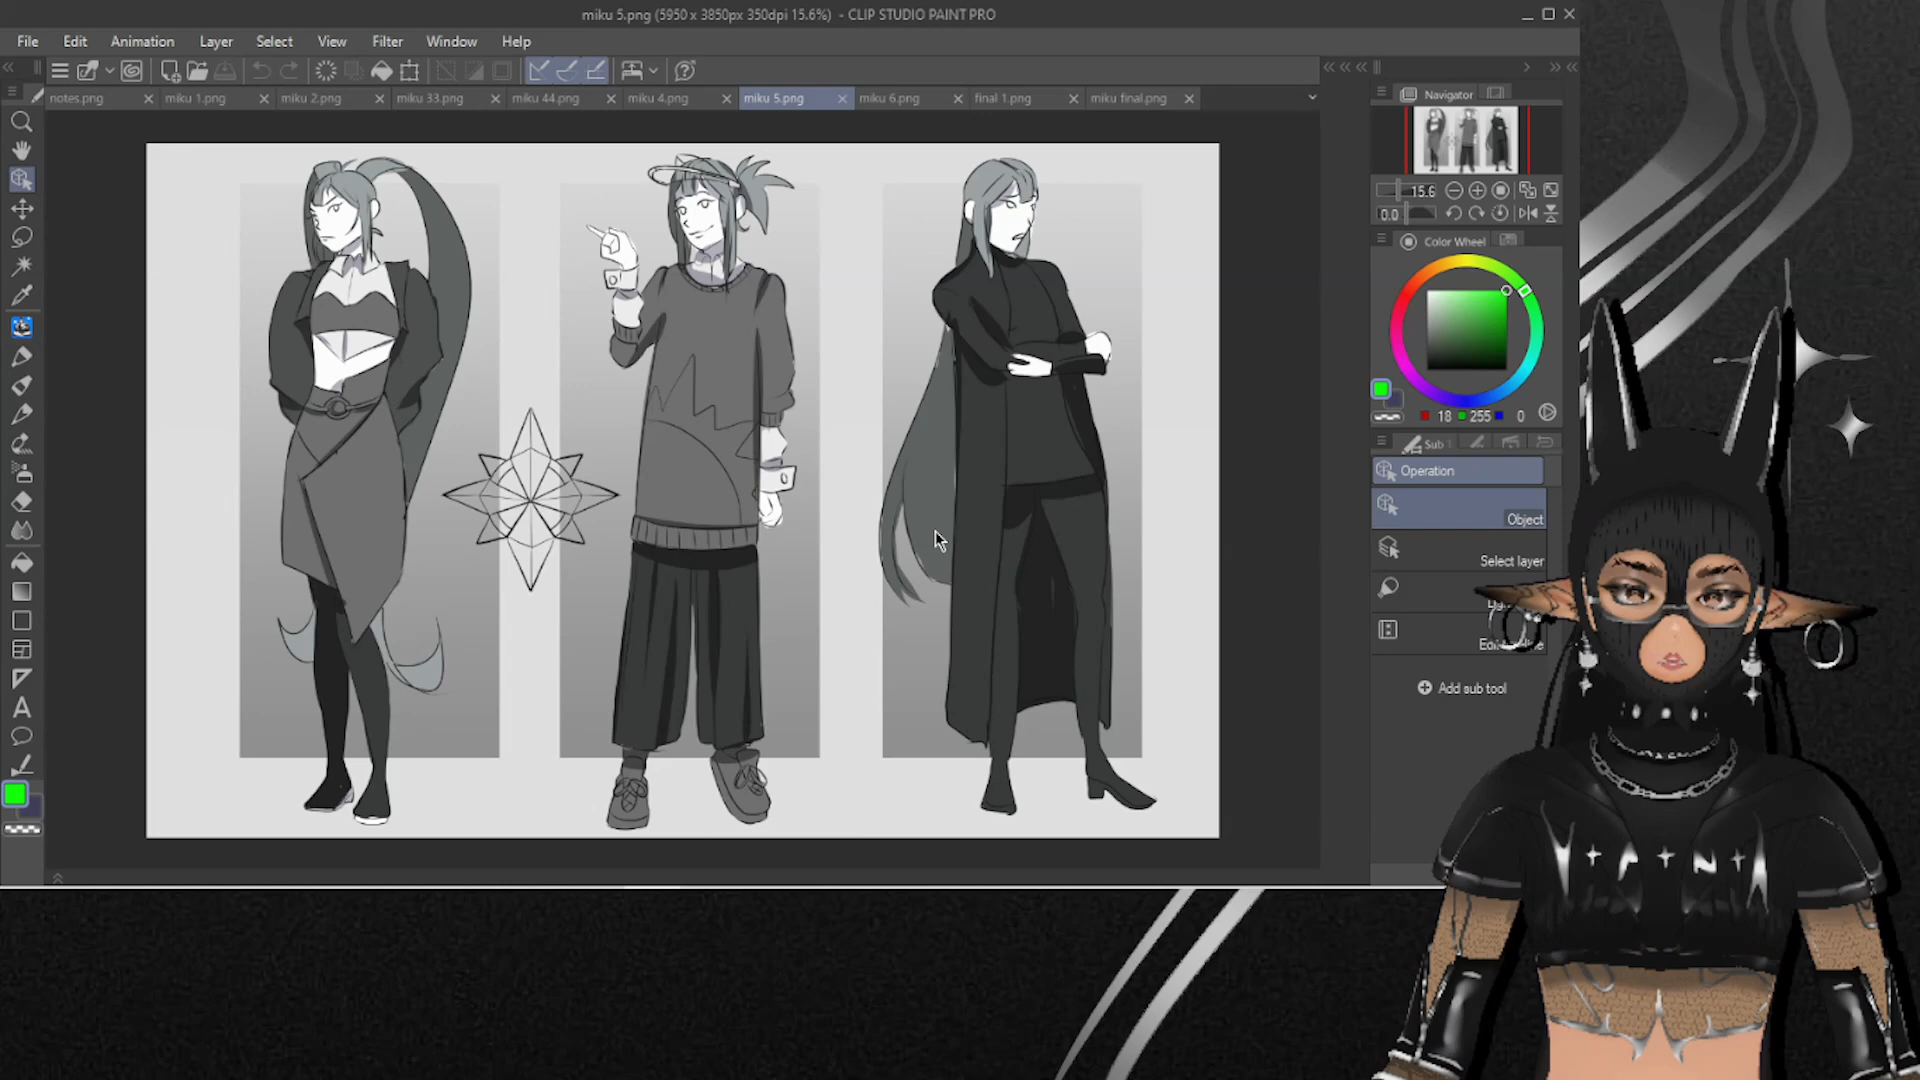 miku 5.png (5950 x 3850px 350dpi 15.6%) - CLIP STUDIO PAINT PRO
File Edit Animation Layer Select View Filter Window Help
notes.png miku 1.png miku 2.png miku 33.png miku 44.png miku 4.png miku 5.png miku 6.png final 1.png miku final.png
Navigator
15.6
0.0
Color Wheel
18 255 0
Sub
Operation
Object
Select layer
Add sub tool